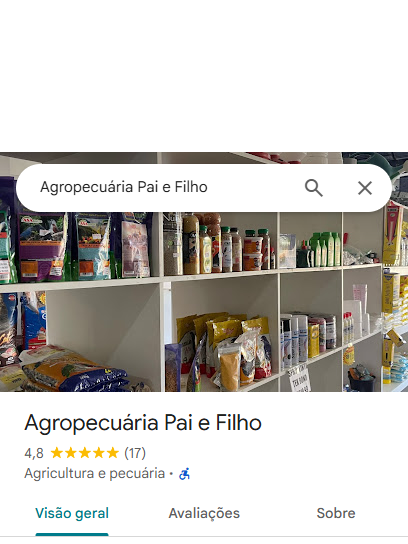 Agropecuária Pai e Filho
Agropecuária Pai e Filho
4,8 (17)
Agricultura e pecuária ·
Visão geral Avaliações Sobre